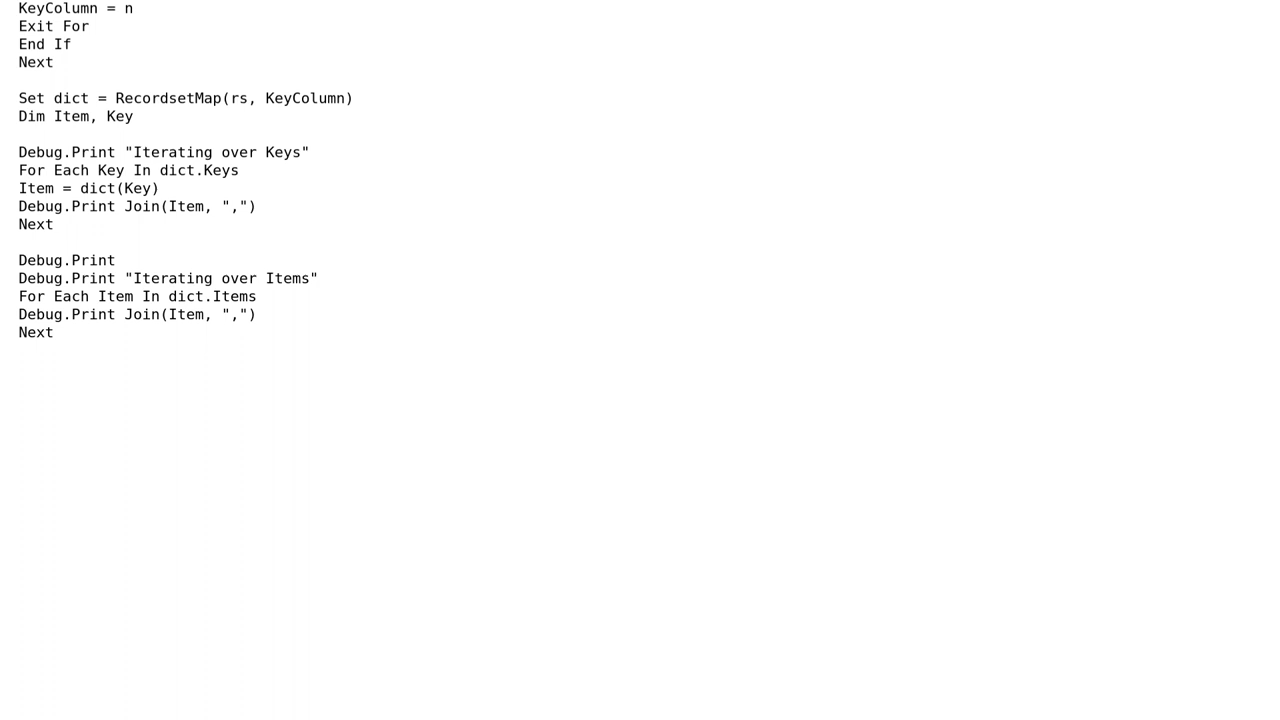 KeyColumn = n
Exit For
End If
Next
Set dict = RecordsetMap(rs, KeyColumn)
Dim Item, Key
Debug.Print "Iterating over Keys"
For Each Key In dict.Keys
Item = dict(Key)
Debug.Print Join(Item, ",")
Next
Debug.Print
Debug.Print "Iterating over Items"
For Each Item In dict.Items
Debug.Print Join(Item, ",")
Next